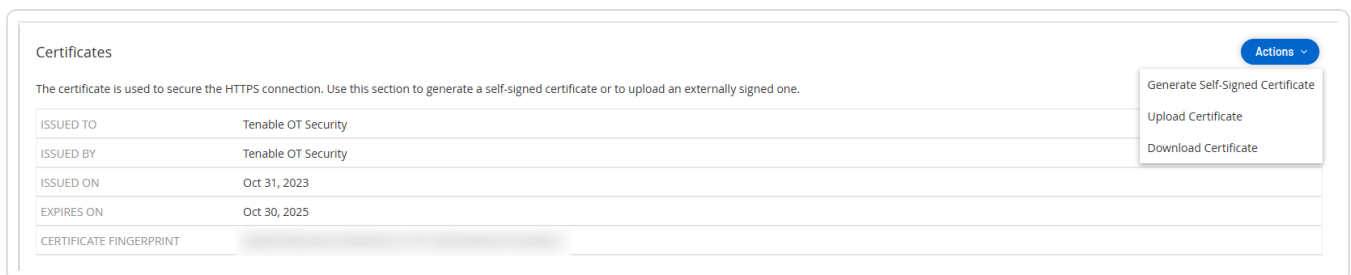 Certificates
Actions
The certificate is used to secure the HTTPS connection. Use this section to generate a self-signed certificate or to upload an externally signed one.
Generate Self-Signed Certificate
Upload Certificate
Download Certificate
ISSUED TO Tenable OT Security
ISSUED BY Tenable OT Security
ISSUED ON Oct 31, 2023
EXPIRES ON Oct 30, 2025
CERTIFICATE FINGERPRINT